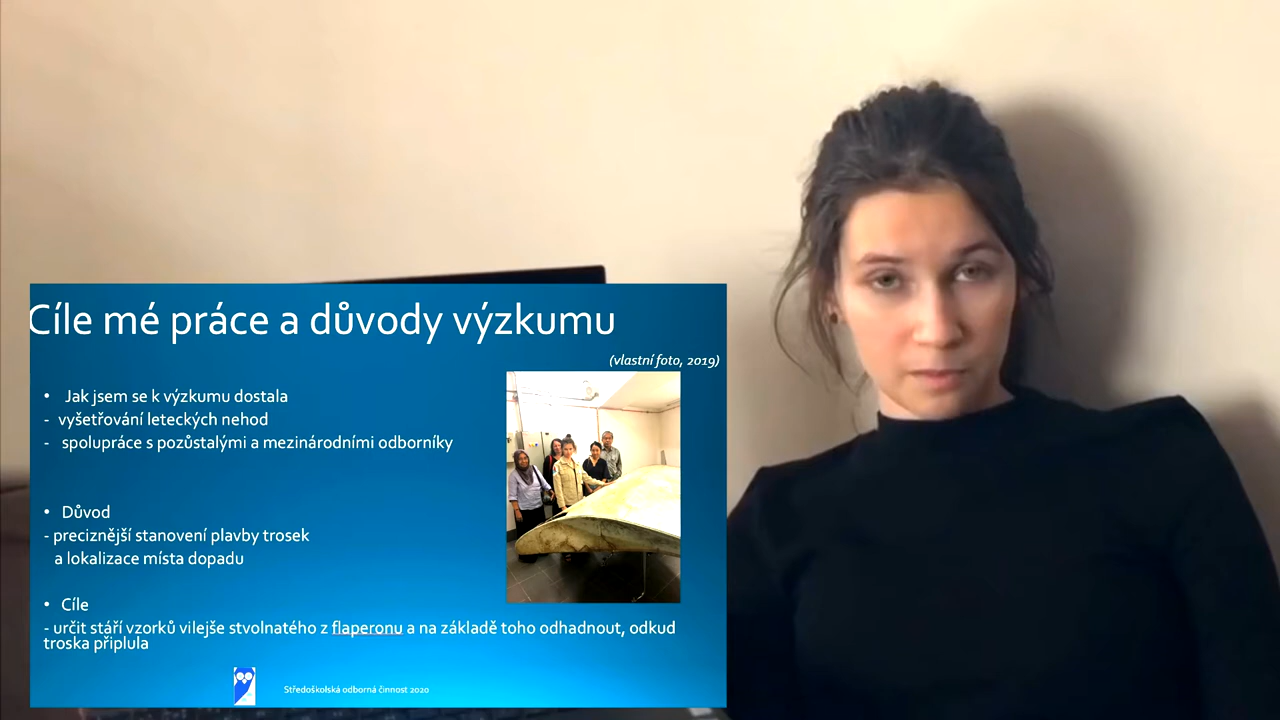 Cíle mé práce a důvody výzkumu
(vlastní foto, 2019)
• Jak jsem se k výzkumu dostala
- vyšetřování leteckých nehod
- spolupráce s pozůstalými a mezinárodními odborníky
• Důvod
- preciznější stanovení plavby trosek
a lokalizace místa dopadu
• Cíle
- určit stáří vzorků vilejše stvolnatého z flaperonu a na základě toho odhadnout, odkud
troska připlula
Středoškolská odborná činnost 2020